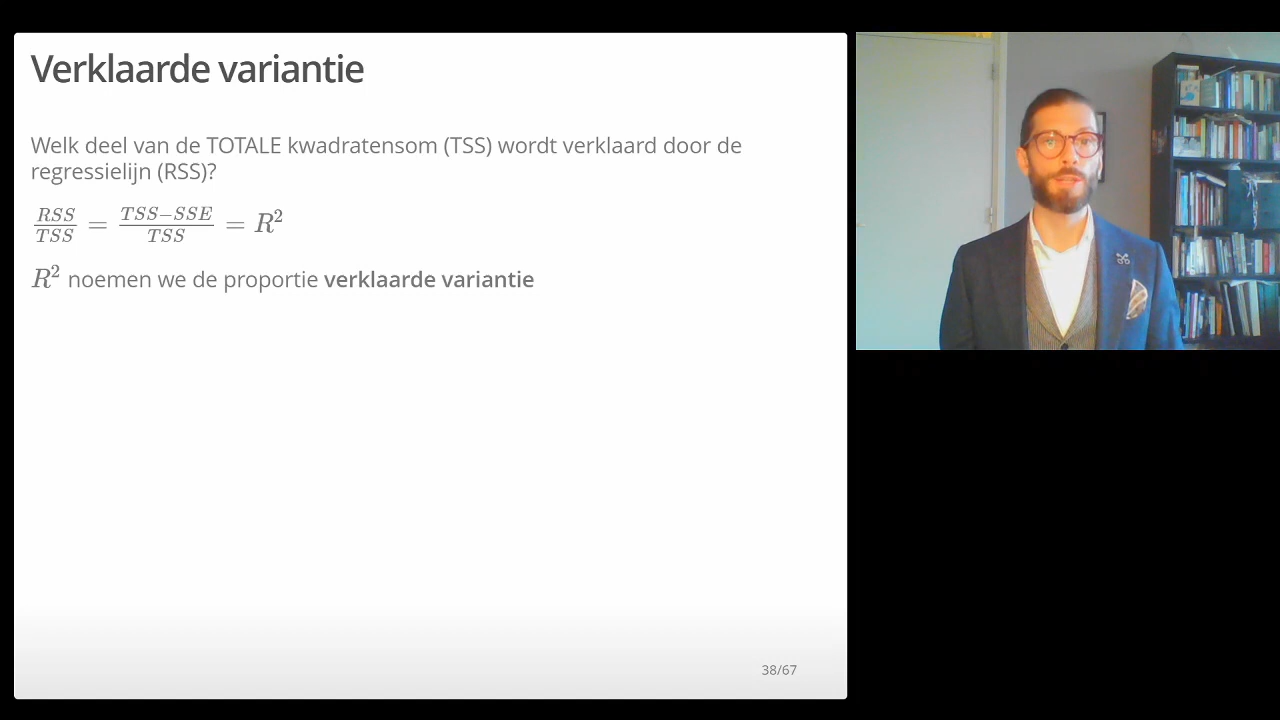 Verklaarde variantie
Welk deel van de TOTALE kwadratensom (TSS) wordt verklaard door de
regressielijn (RSS)?
RSS/TSS = TSS−SSE/TSS = R²
R² noemen we de proportie verklaarde variantie
38/67